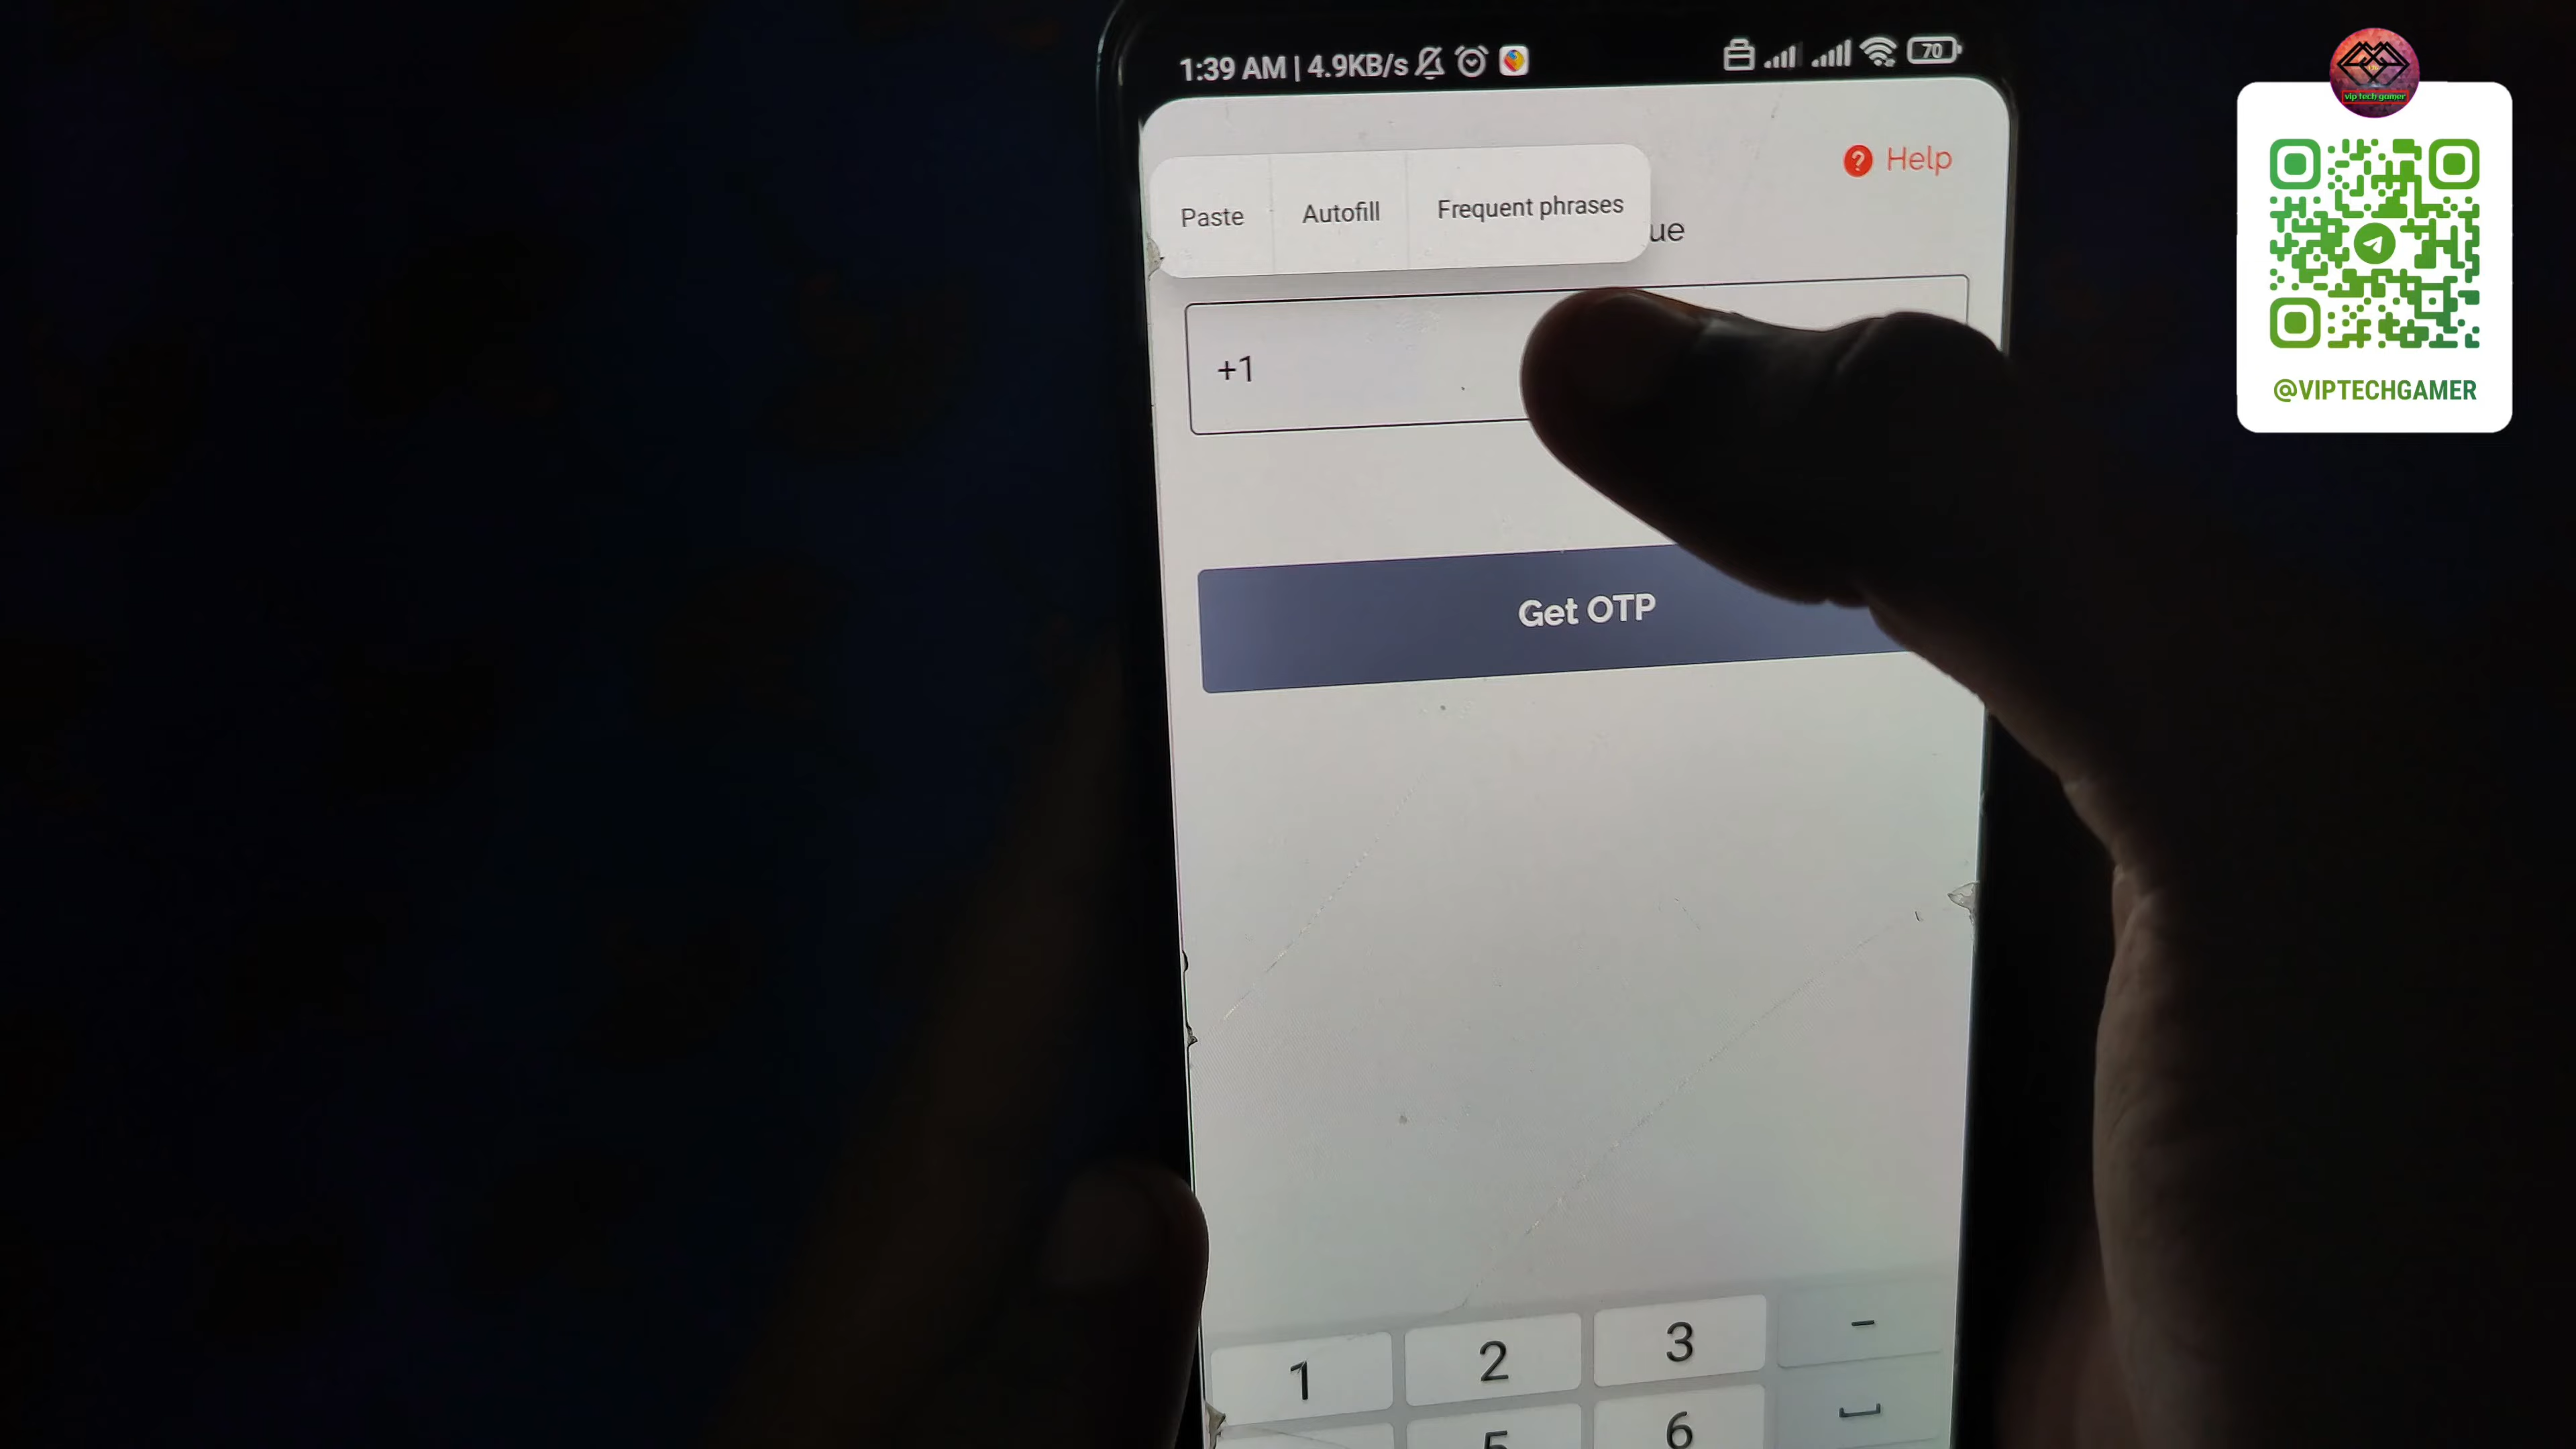 1:39 AM | 4.9KB/s
70
Help
Paste
Autofill
Frequent phrases
ue
+1
Get OTP
1
2
3
-
5
6
vip tech gamer
@VIPTECHGAMER